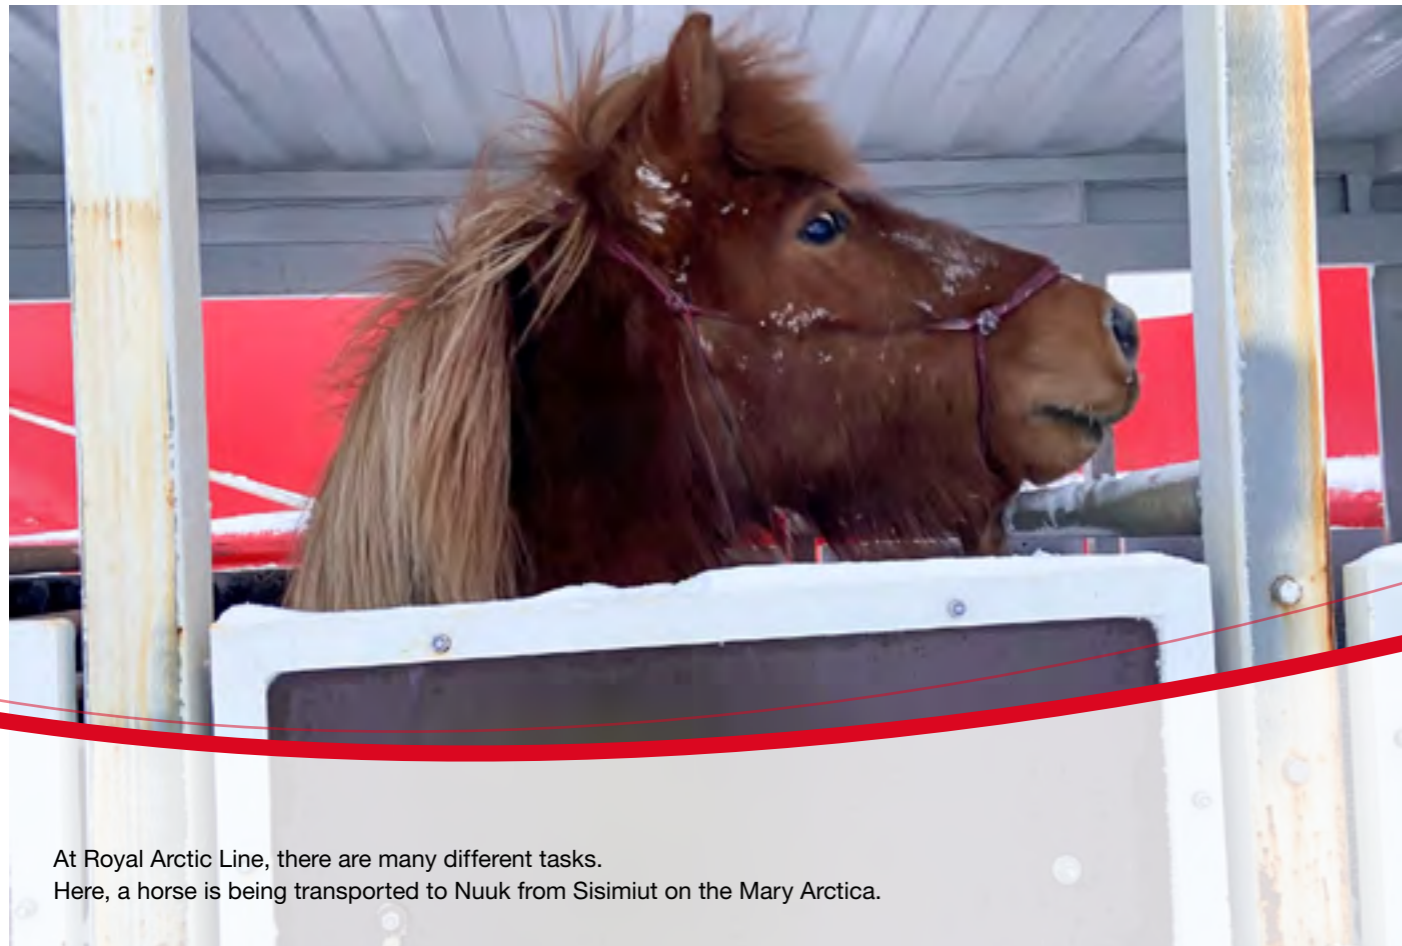 At Royal Arctic Line, there are many different tasks.
Here, a horse is being transported to Nuuk from Sisimiut on the Mary Arctica.